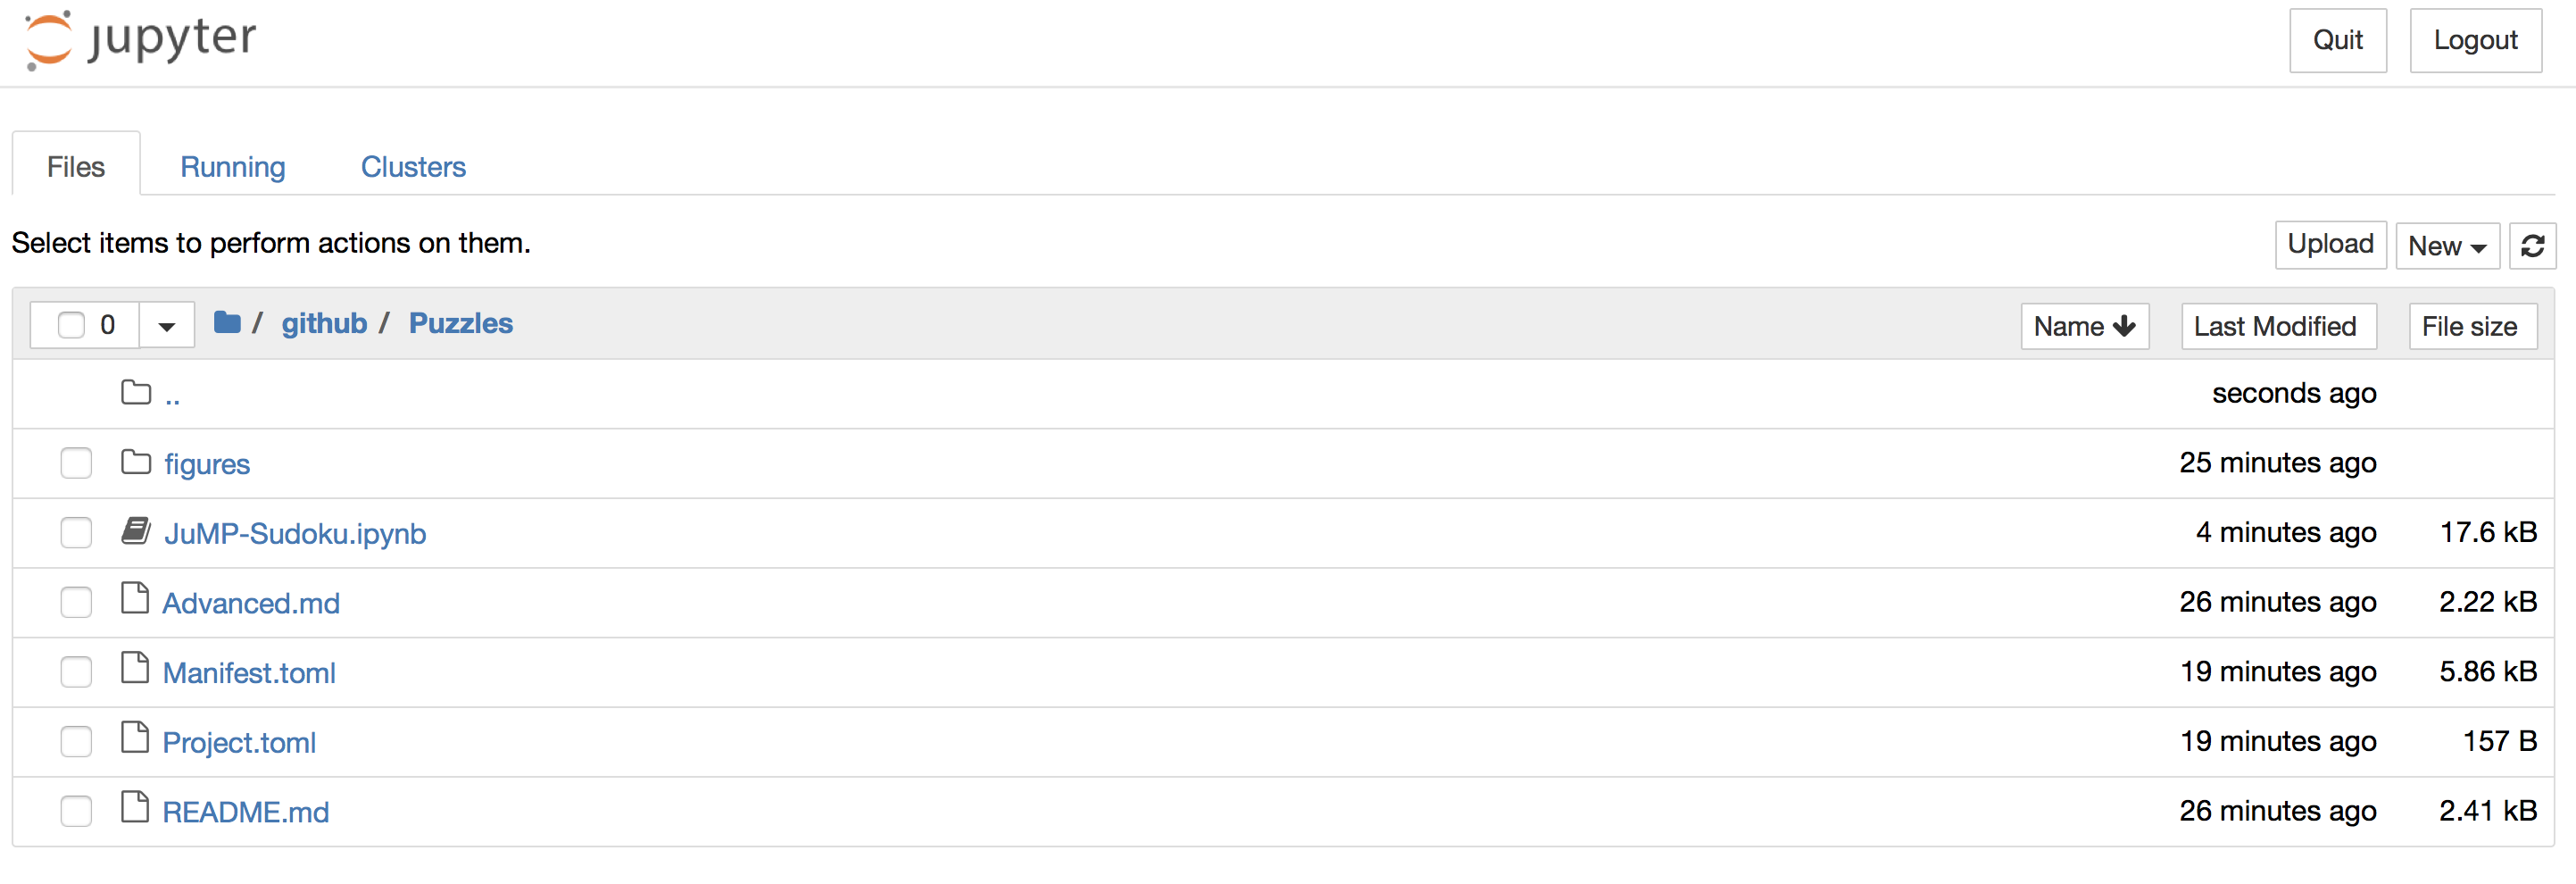 jupyter
Quit Logout
Files Running Clusters
Select items to perform actions on them.
Upload New
0 / github / Puzzles
Name Last Modified File size
.. seconds ago
figures 25 minutes ago
JuMP-Sudoku.ipynb 4 minutes ago 17.6 kB
Advanced.md 26 minutes ago 2.22 kB
Manifest.toml 19 minutes ago 5.86 kB
Project.toml 19 minutes ago 157 B
README.md 26 minutes ago 2.41 kB